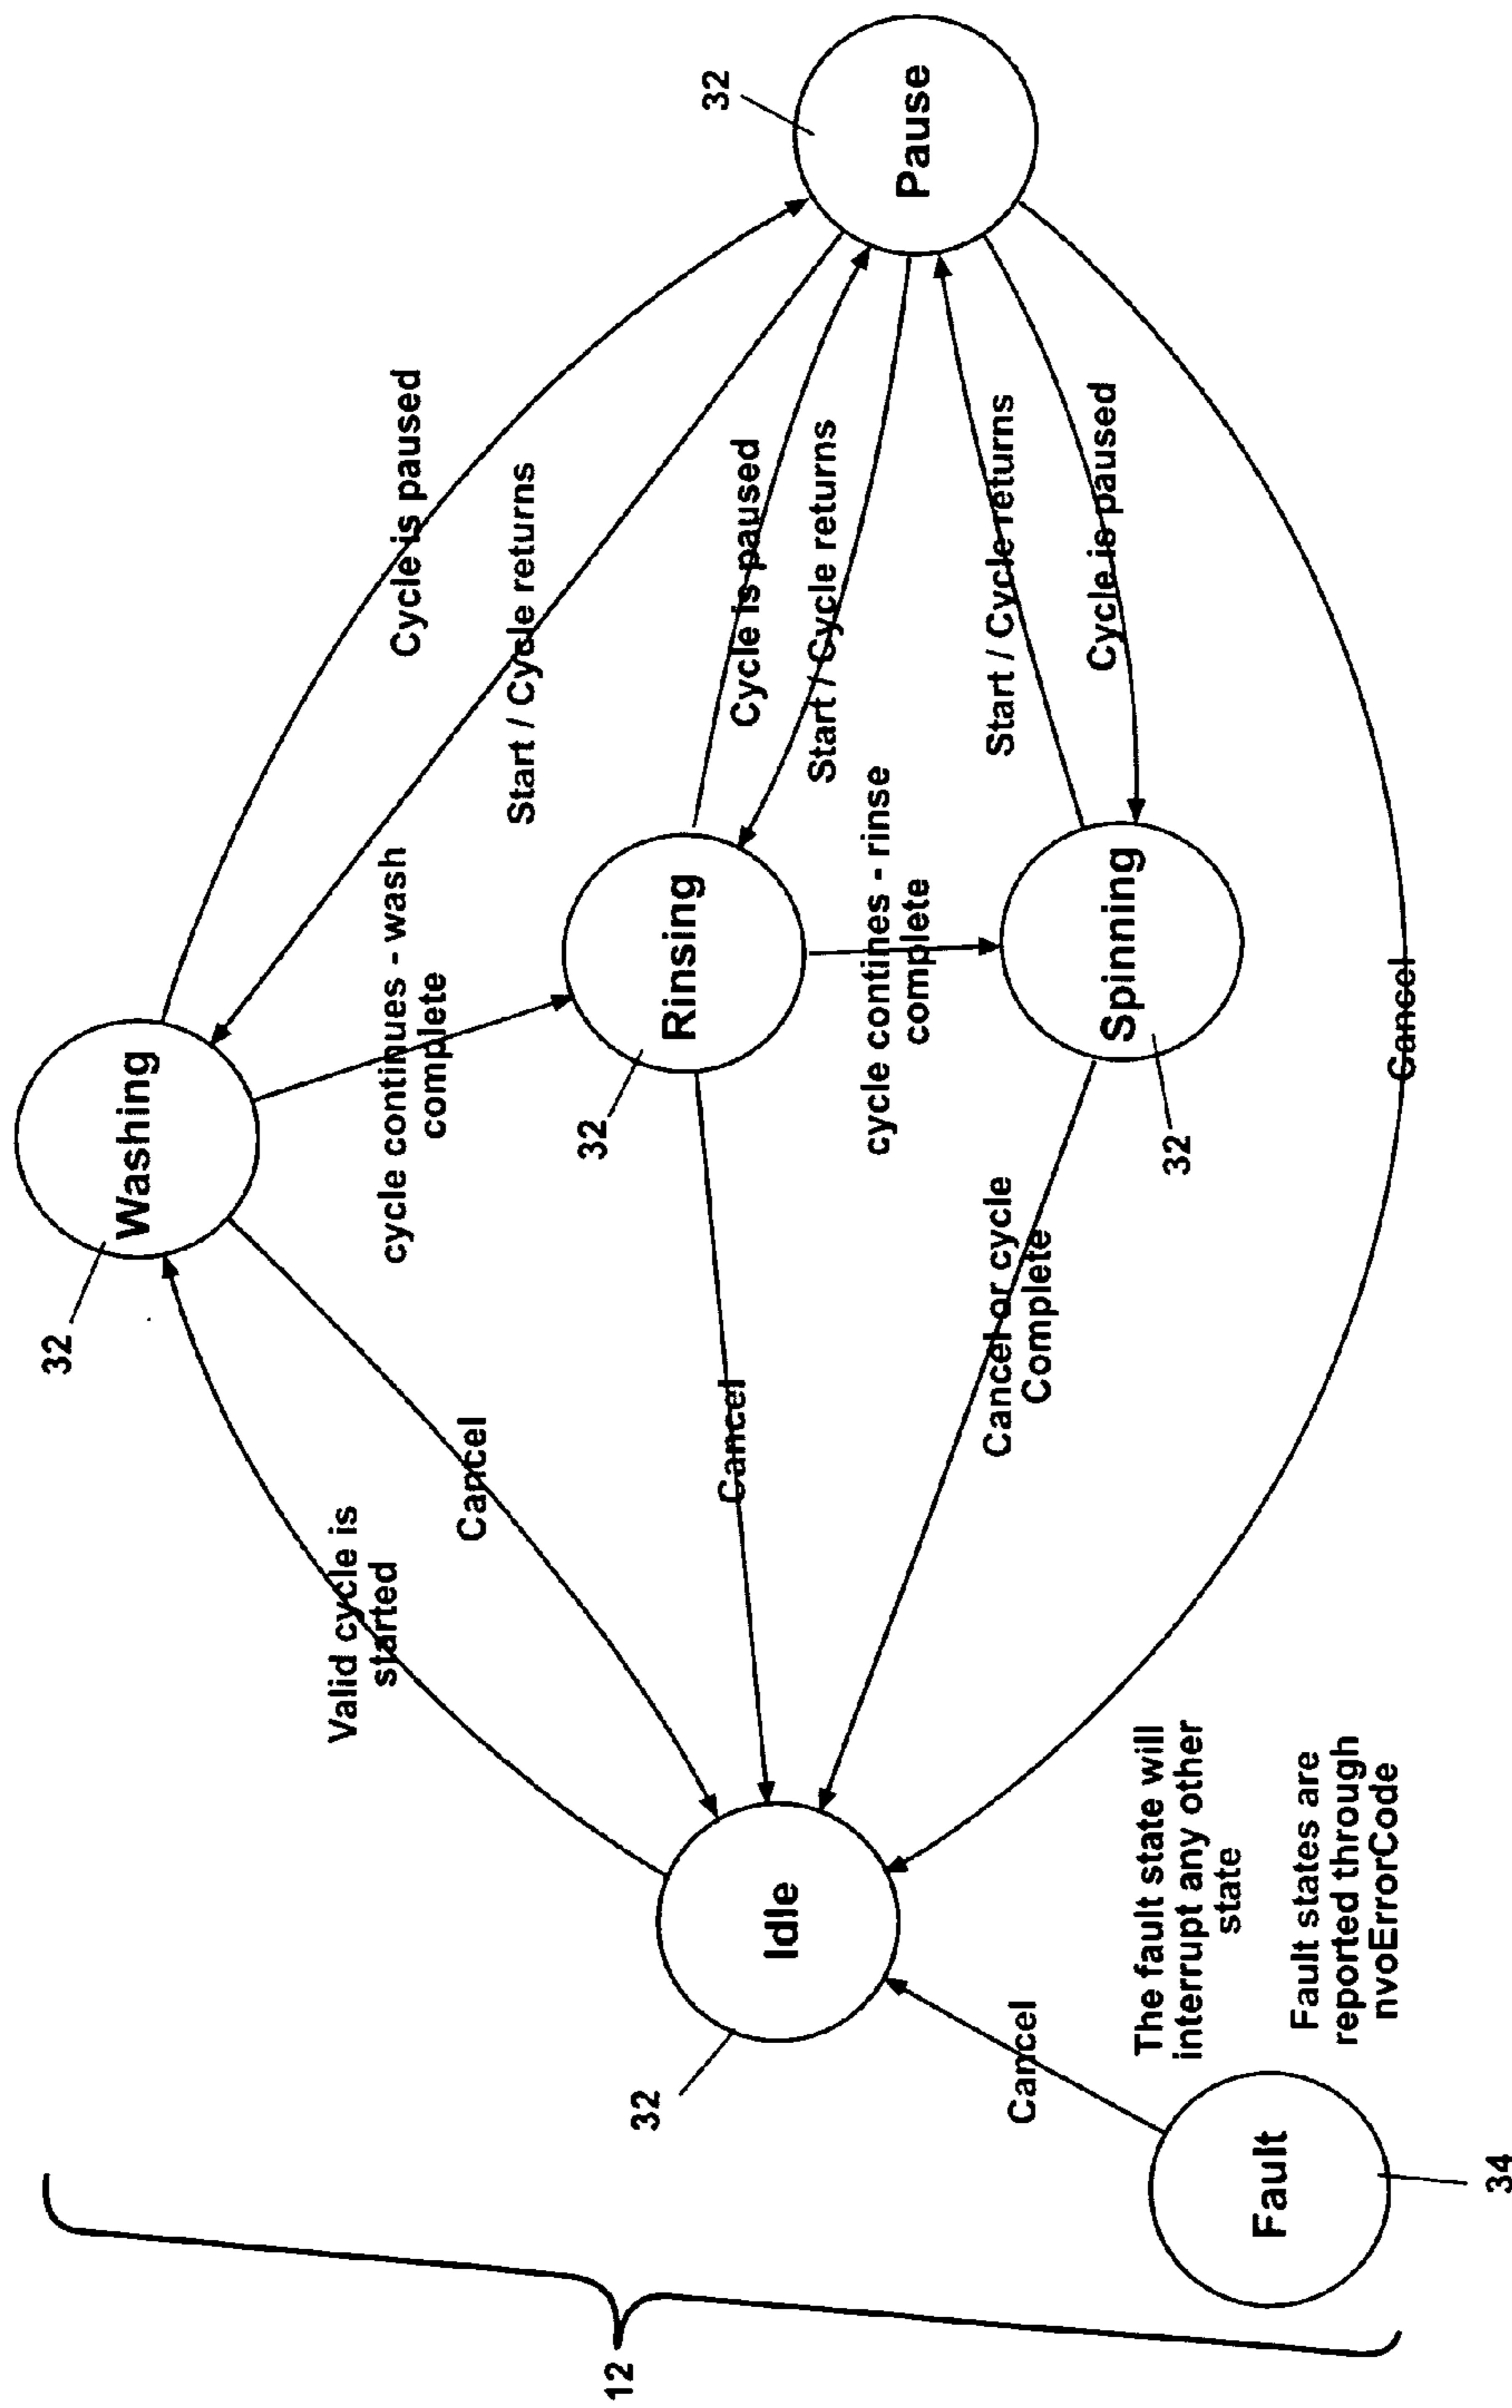 32
Washing
Valid cycle is
started
Cancel
cycle continues - wash
complete
Start / Cycle returns
Cycle is paused
32
Pause
32
Rinsing
Cycle is paused
Start / Cycle returns
32
Idle
Cancel
cycle contines - rinse
complete
Cancel or cycle
Complete
Spinning
32
Start / Cycle returns
Cycle is paused
Cancel
Cancel
The fault state will
interrupt any other
state
Fault states are
reported through
nvoErrorCode
Fault
34
12